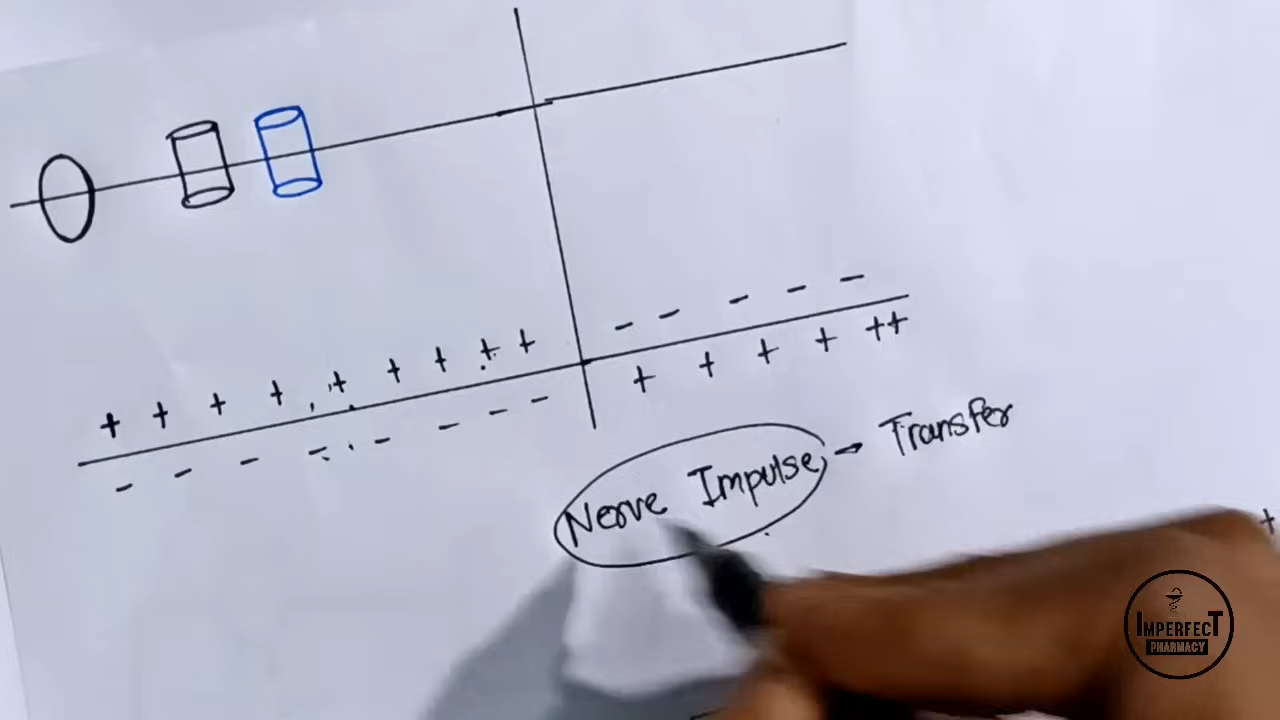 + + + + + + + + +
- - - - - - - -
- - - - -
+ + + + ++
Nerve Impulse → Transfer
+
IMPERFECT
PHARMACY